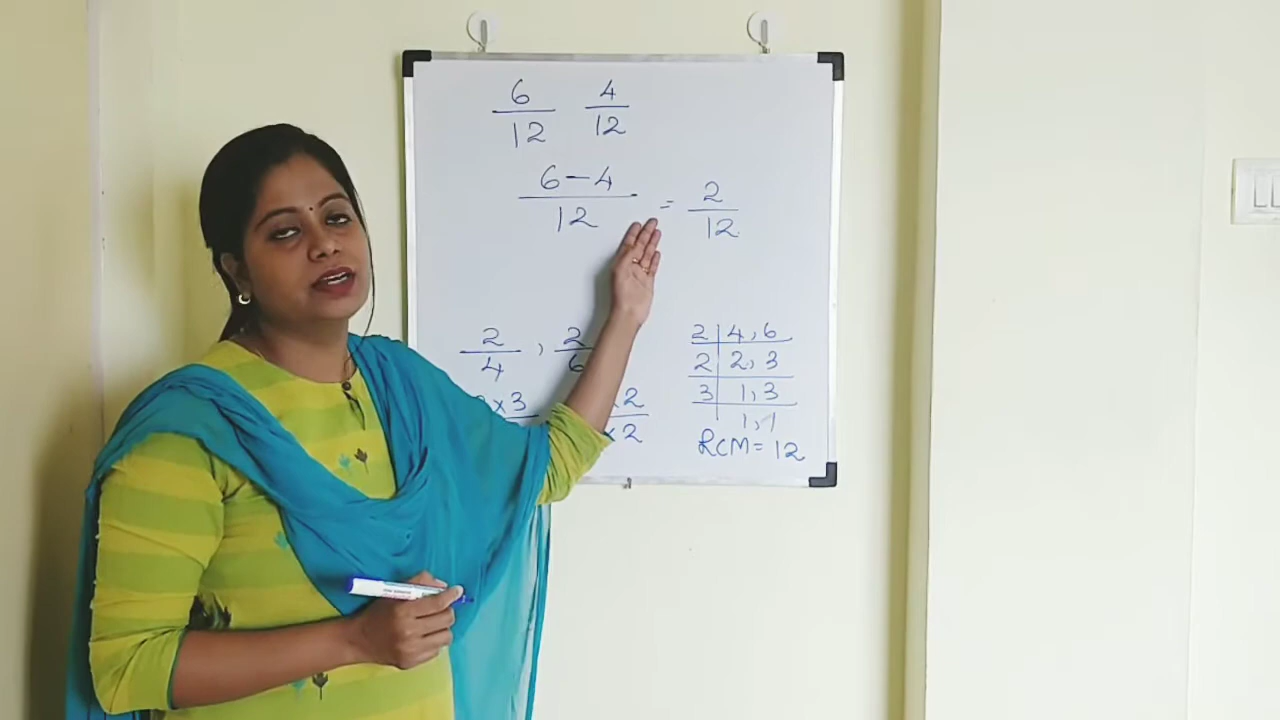 6/12 4/12
6-4/12 = 2/12
2/4 , 2/6
x3 x2
x2
2 | 4, 6
2 | 2, 3
3 | 1, 3
1, 1
LCM = 12